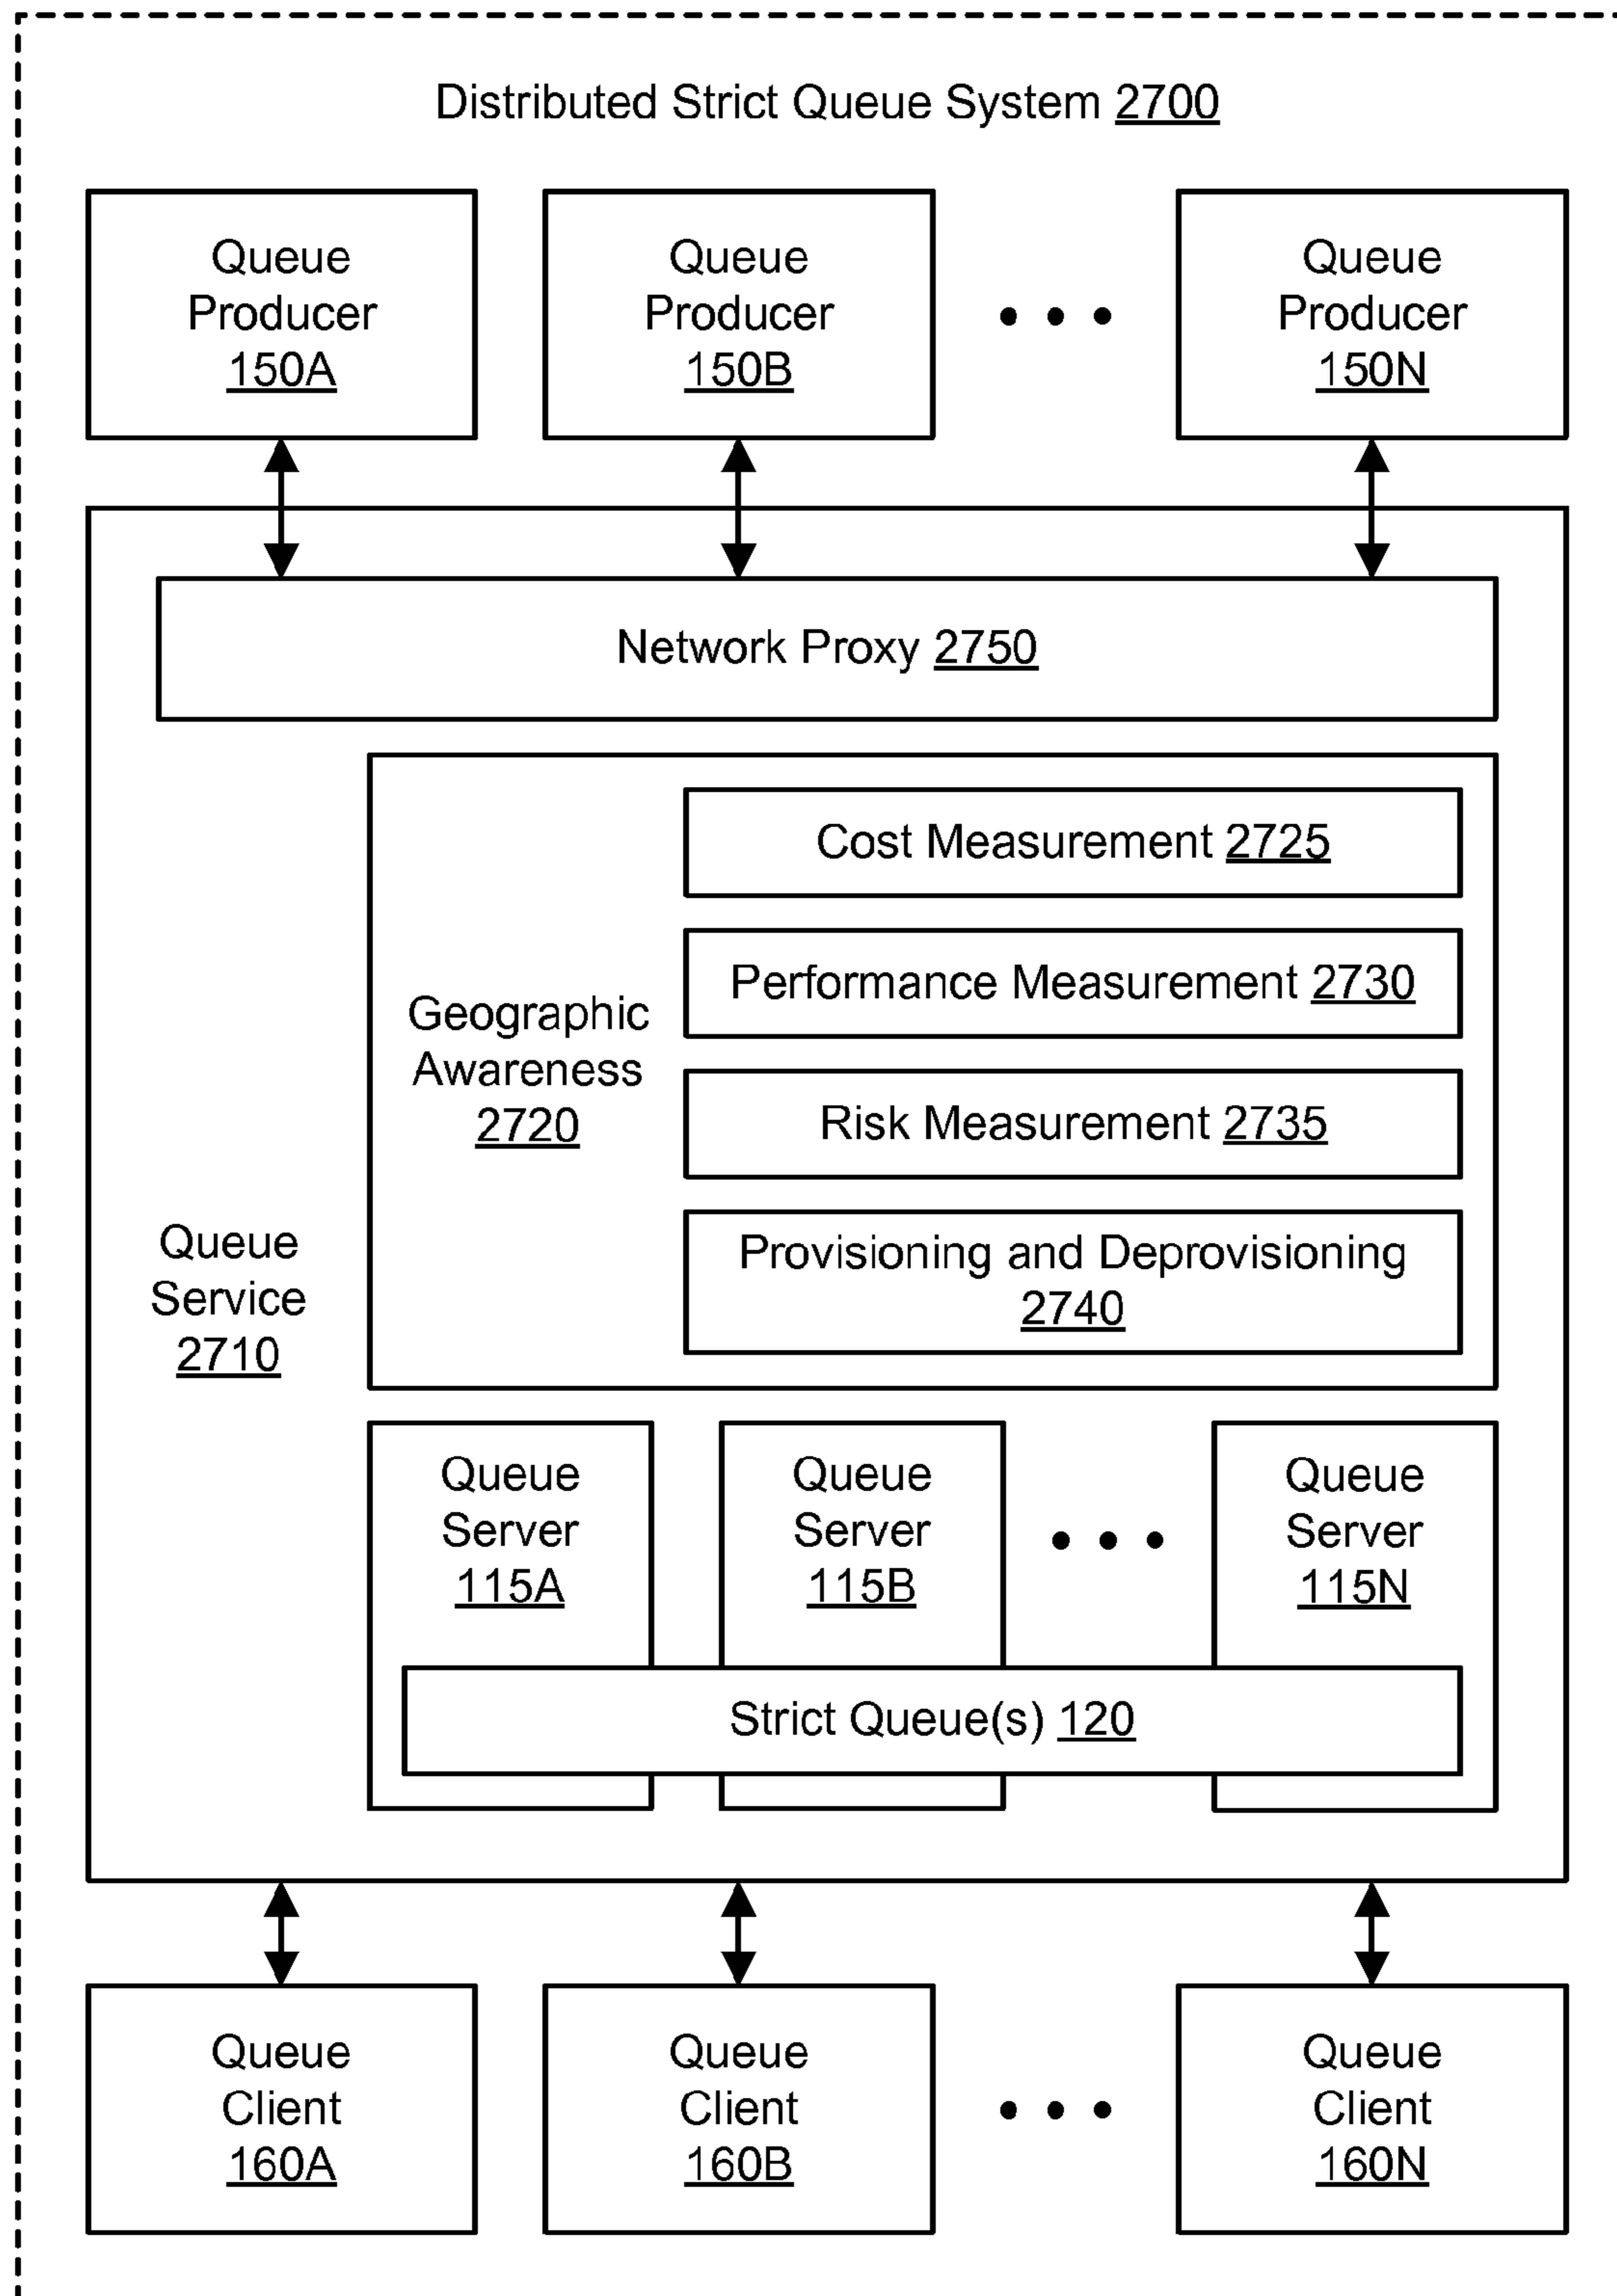 Distributed Strict Queue System 2700
Queue
Producer
150A
Queue
Producer
150B
Queue
Producer
150N
Network Proxy 2750
Cost Measurement 2725
Performance Measurement 2730
Geographic
Awareness
2720
Risk Measurement 2735
Provisioning and Deprovisioning
2740
Queue
Service
2710
Queue
Server
115A
Queue
Server
115B
Queue
Server
115N
Strict Queue(s) 120
Queue
Client
160A
Queue
Client
160B
Queue
Client
160N